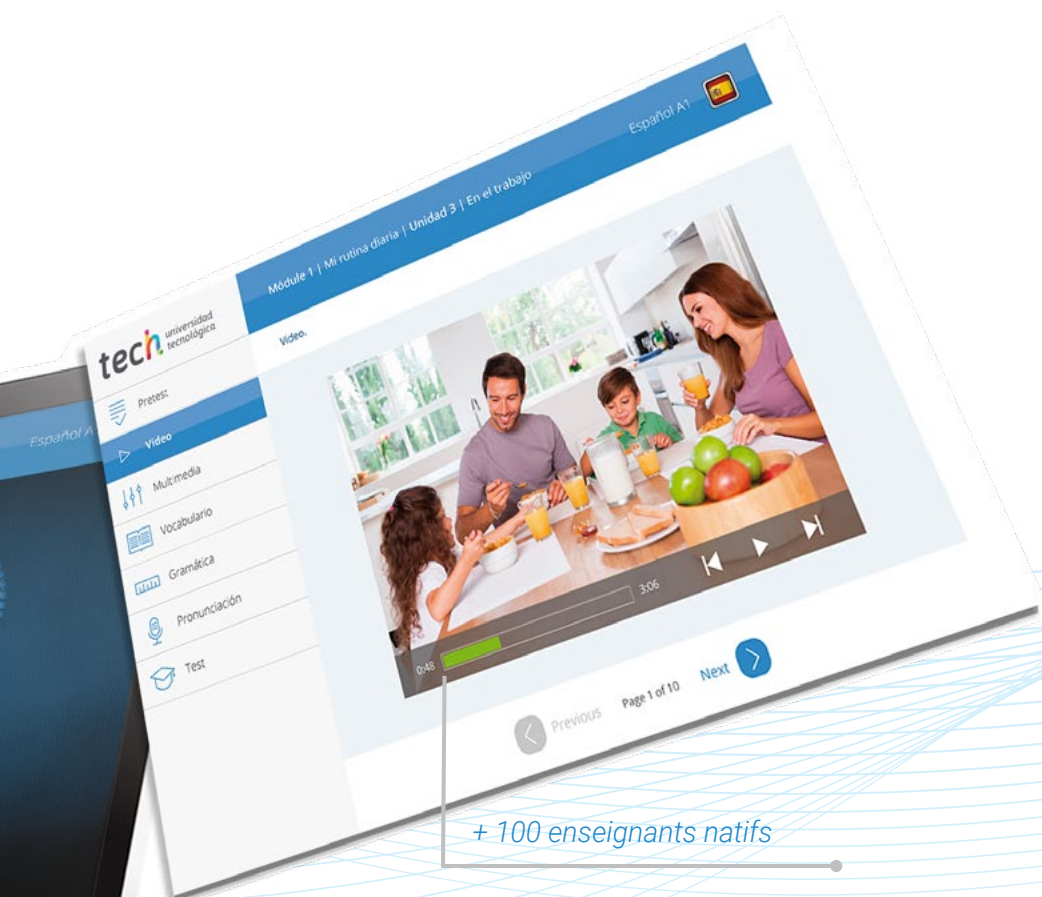 Español A1
Módule 1 | Mi rutina diaria | Unidad 3 | En el trabajo
tech universidad
tecnológica
Video.
Pretest
Video
Multimedia
Vocabulario
Gramática
Pronunciación
Test
Español A
0:48
3:06
Previous
Page 1 of 10
Next
+ 100 enseignants natifs